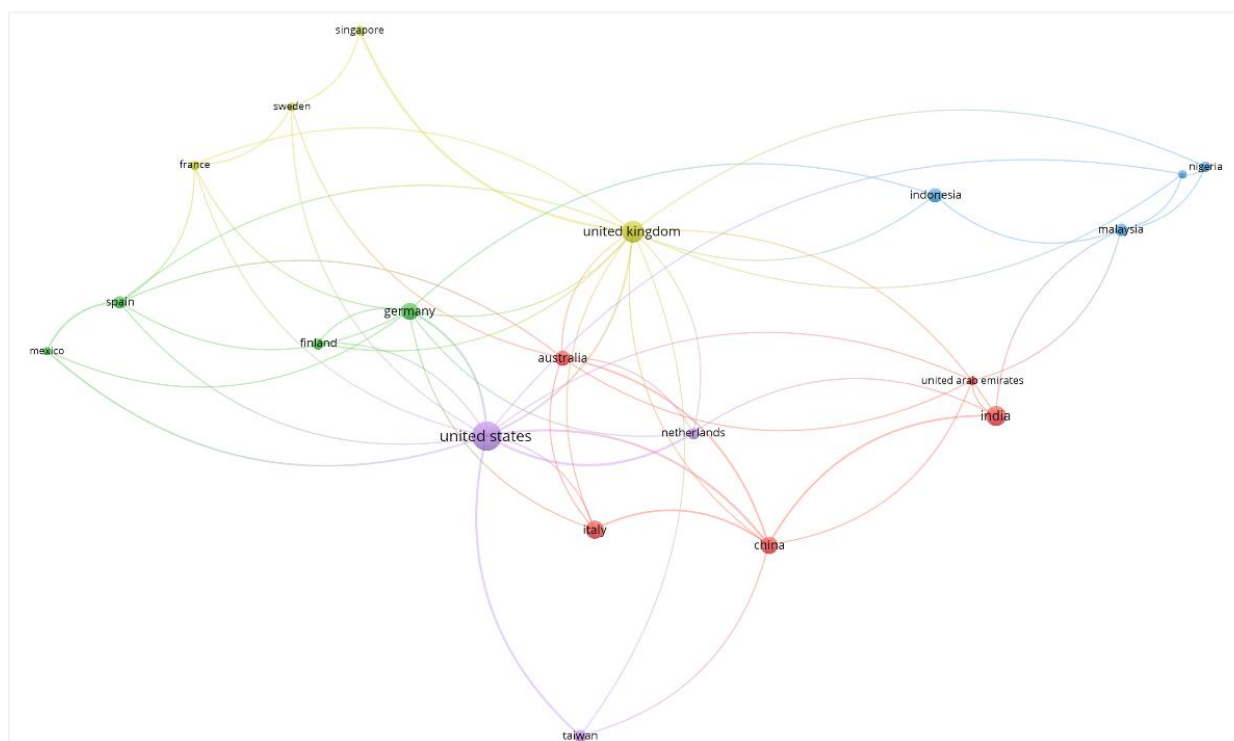 singapore
sweden
france
nigeria
indonesia
united kingdom
malaysia
spain
germany
finland
mexico
australia
united arab emirates
india
united states
netherlands
italy
china
taiwan